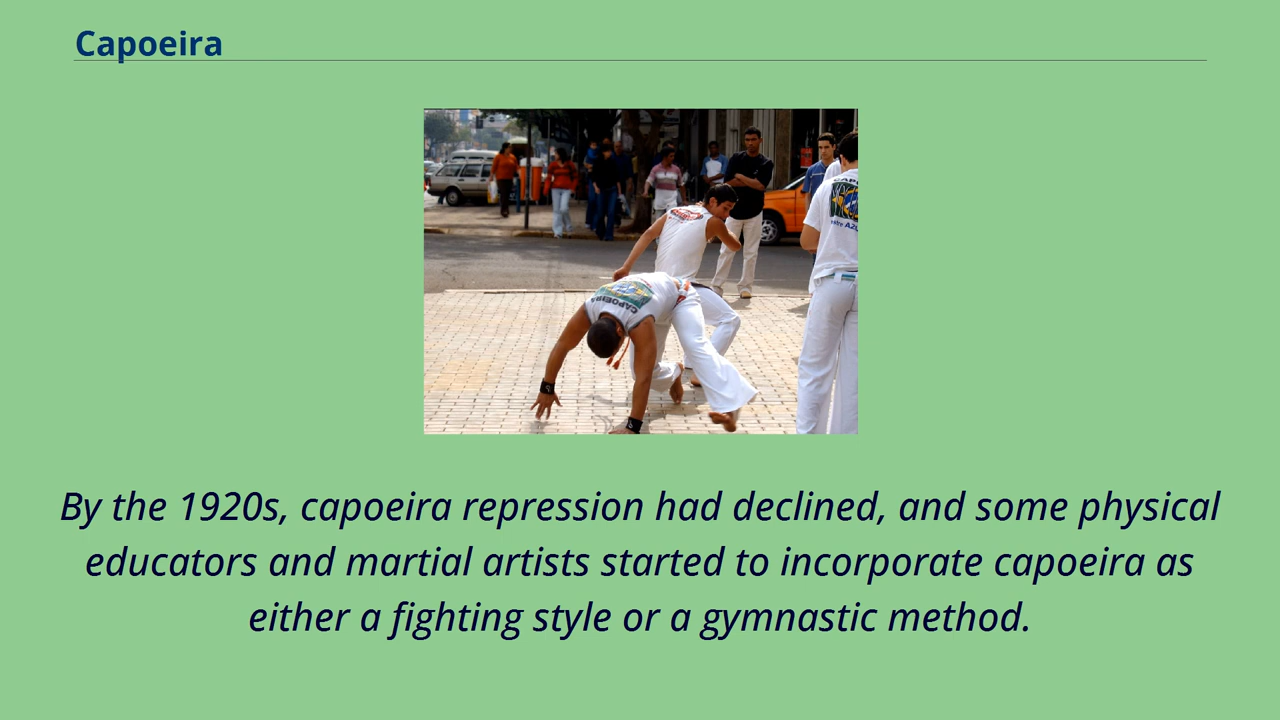 Capoeira
CAPOEIRA
By the 1920s, capoeira repression had declined, and some physical
educators and martial artists started to incorporate capoeira as
either a fighting style or a gymnastic method.